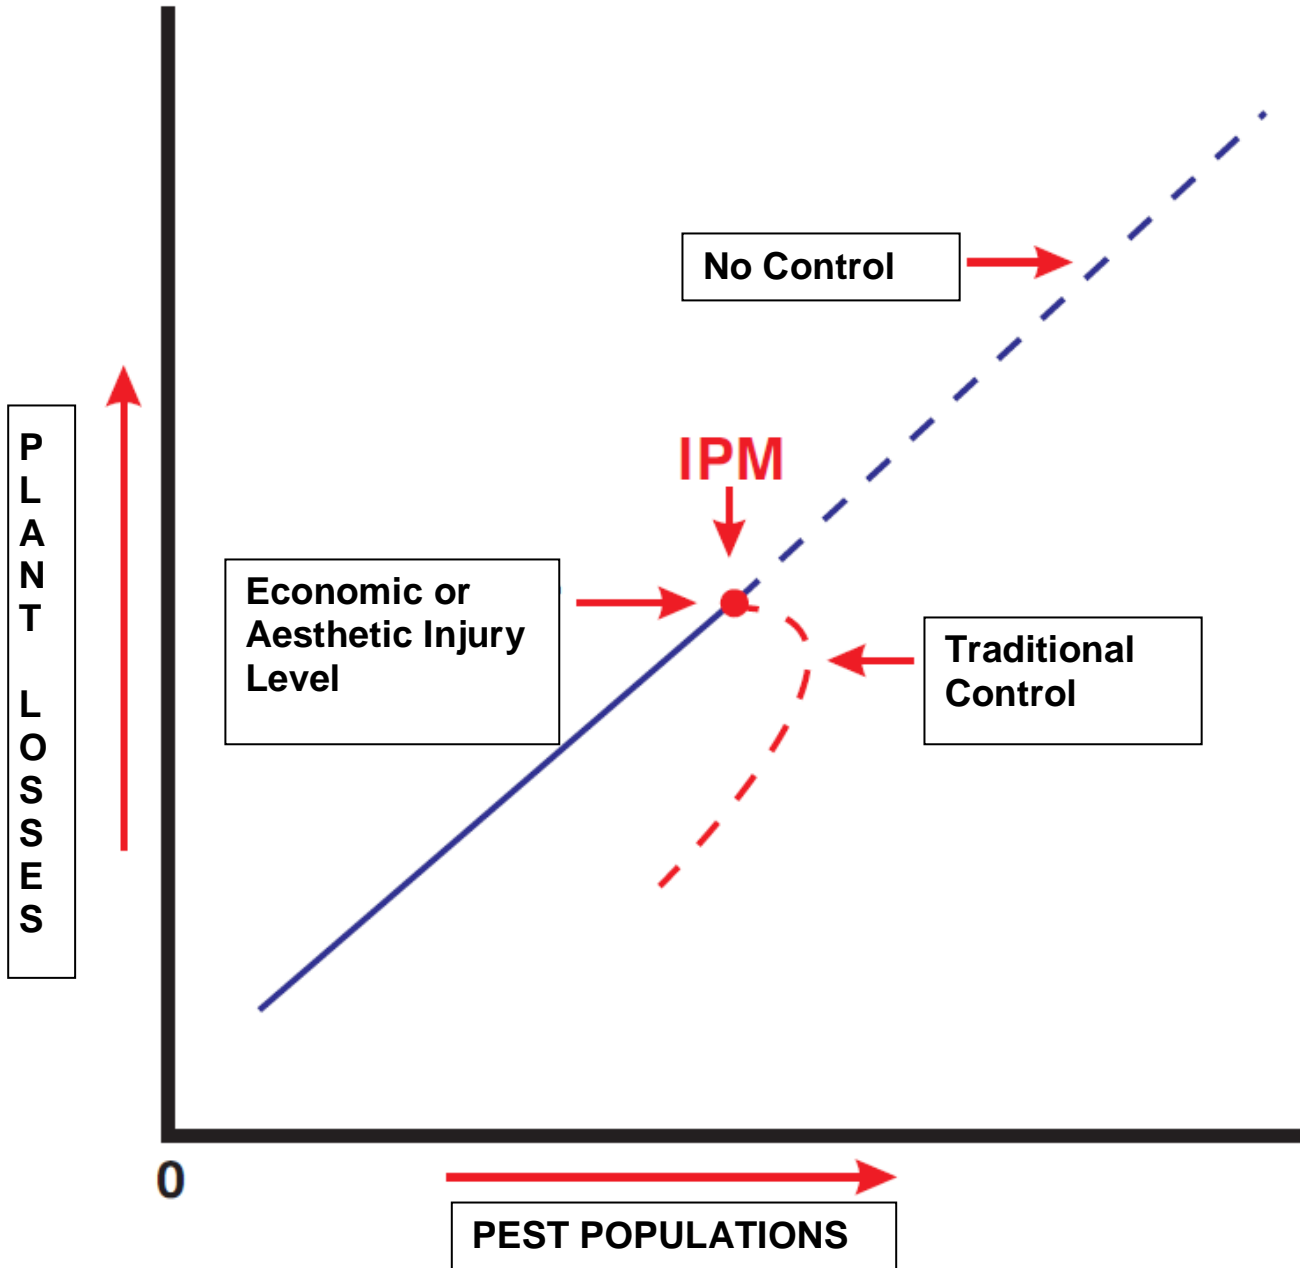 No Control
IPM
Economic or
Aesthetic Injury
Level
Traditional
Control
P
L
A
N
T
L
O
S
S
E
S
0
PEST POPULATIONS